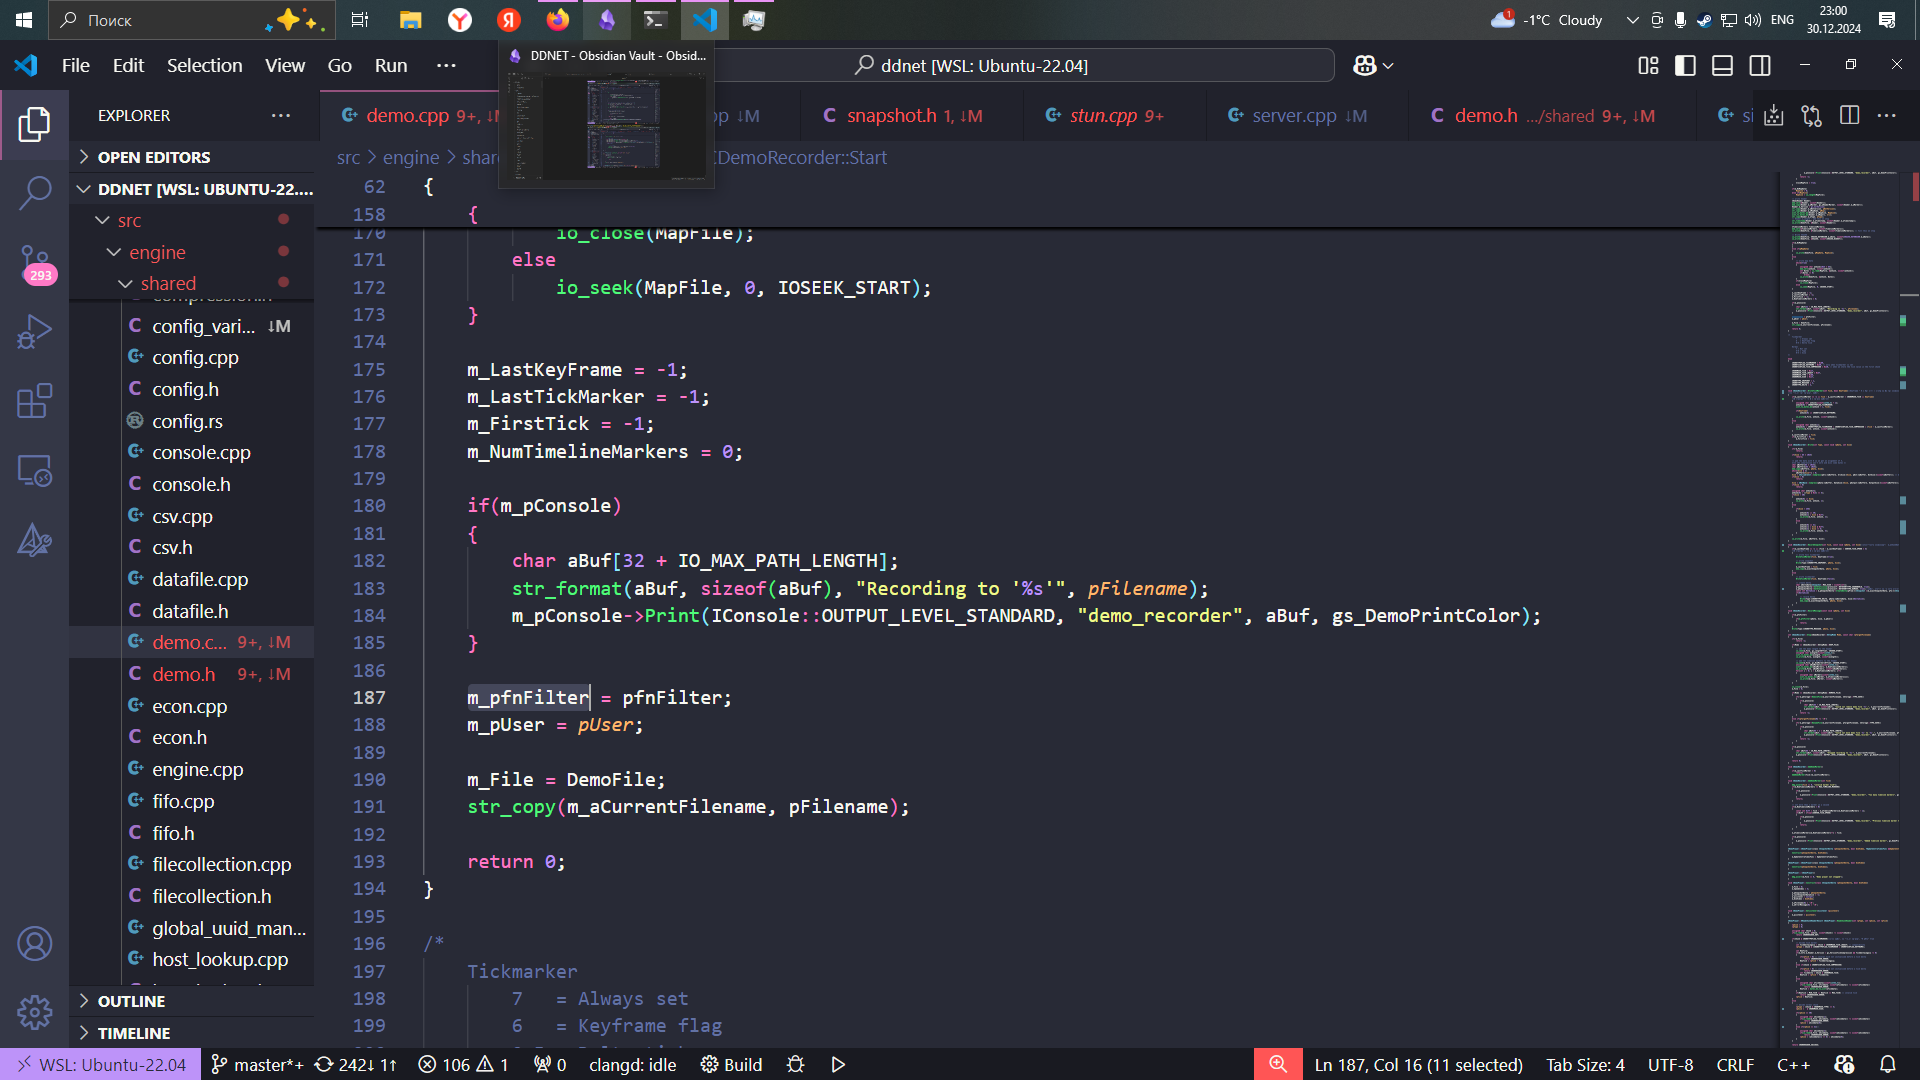 Поиск
-1°C Cloudy
ENG
23:00
30.12.2024
File Edit Selection View Go Run ···
DDNET - Obsidian Vault - Obsid...
ddnet [WSL: Ubuntu-22.04]
EXPLORER
demo.cpp 9+, ↓M
↓M
snapshot.h 1, ↓M
stun.cpp 9+
server.cpp ↓M
demo.h .../shared 9+, ↓M
src > engine > shar
DemoRecorder::Start
OPEN EDITORS
DDNET [WSL: UBUNTU-22....
src
engine
shared
config_vari... ↓M
config.cpp
config.h
config.rs
console.cpp
console.h
csv.cpp
csv.h
datafile.cpp
datafile.h
demo.c... 9+, ↓M
demo.h 9+, ↓M
econ.cpp
econ.h
engine.cpp
fifo.cpp
fifo.h
filecollection.cpp
filecollection.h
global_uuid_man...
host_lookup.cpp
OUTLINE
TIMELINE
62 {
158 {
170 io_close(MapFile);
171 else
172 io_seek(MapFile, 0, IOSEEK_START);
173 }
174
175 m_LastKeyFrame = -1;
176 m_LastTickMarker = -1;
177 m_FirstTick = -1;
178 m_NumTimelineMarkers = 0;
179
180 if(m_pConsole)
181 {
182 char aBuf[32 + IO_MAX_PATH_LENGTH];
183 str_format(aBuf, sizeof(aBuf), "Recording to '%s'", pFilename);
184 m_pConsole->Print(IConsole::OUTPUT_LEVEL_STANDARD, "demo_recorder", aBuf, gs_DemoPrintColor);
185 }
186
187 m_pfnFilter = pfnFilter;
188 m_pUser = pUser;
189
190 m_File = DemoFile;
191 str_copy(m_aCurrentFilename, pFilename);
192
193 return 0;
194 }
195
196 /*
197 Tickmarker
198 7 = Always set
199 6 = Keyframe flag
293
WSL: Ubuntu-22.04 master*+ 242↓ 1↑ 106 1 0 clangd: idle Build Ln 187, Col 16 (11 selected) Tab Size: 4 UTF-8 CRLF C++